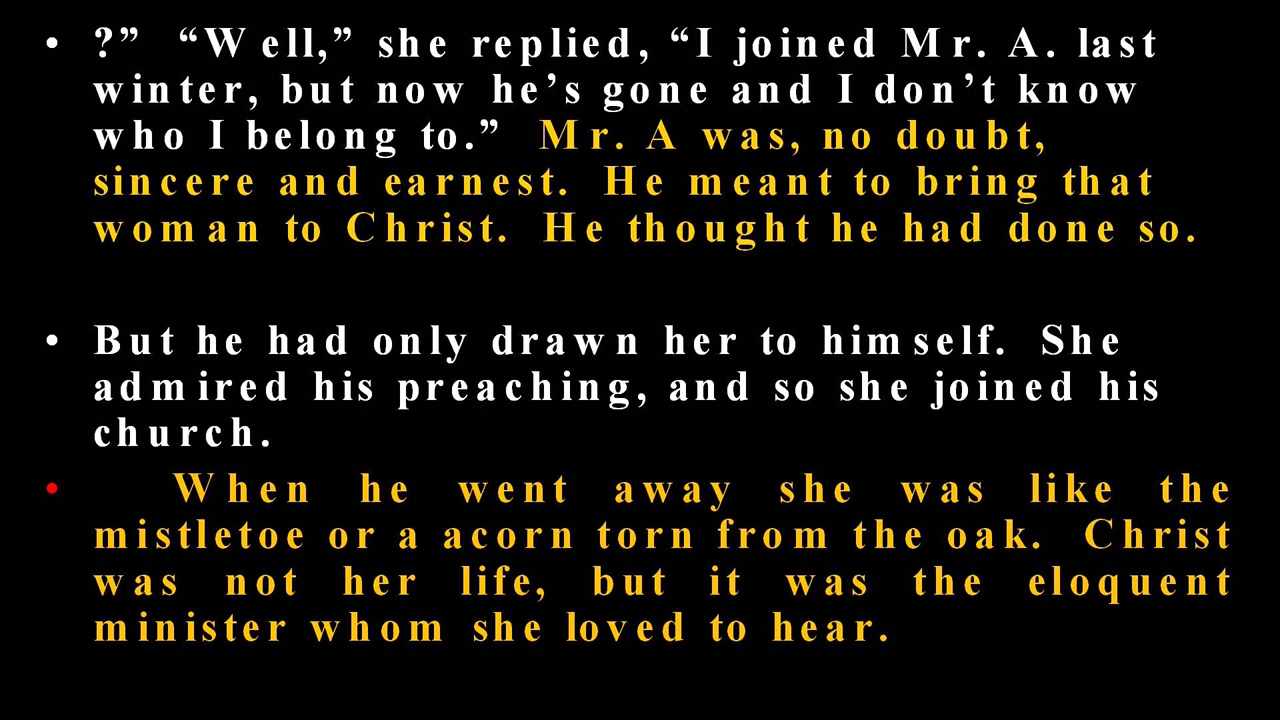 • ?” “Well,” she replied, “I joined Mr. A. last
winter, but now he’s gone and I don’t know
who I belong to.” Mr. A was, no doubt,
sincere and earnest. He meant to bring that
woman to Christ. He thought he had done so.
• But he had only drawn her to himself. She
admired his preaching, and so she joined his
church.
• When he went away she was like the
mistletoe or a acorn torn from the oak. Christ
was not her life, but it was the eloquent
minister whom she loved to hear.